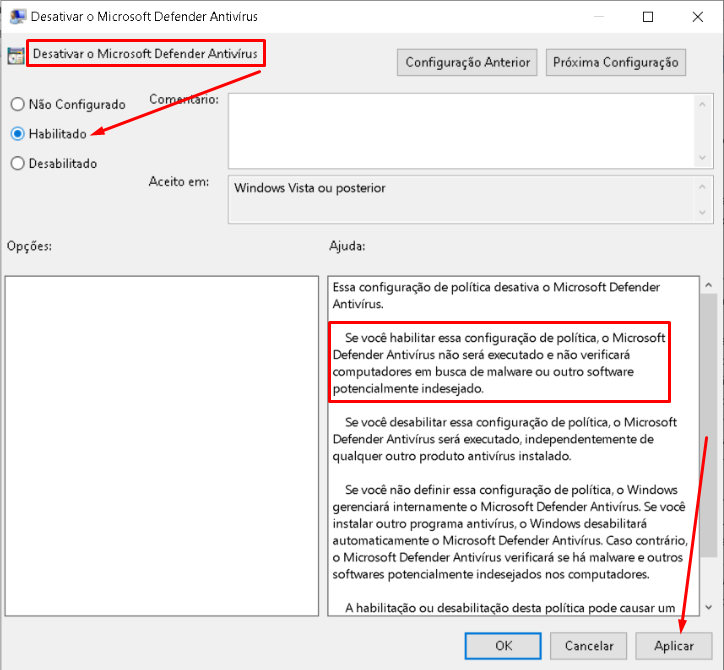 Desativar o Microsoft Defender Antivírus
Desativar o Microsoft Defender Antivírus
Configuração Anterior
Próxima Configuração
Não Configurado
Habilitado
Desabilitado
Comentário:
Aceito em:
Windows Vista ou posterior
Opções:
Ajuda:
Essa configuração de política desativa o Microsoft Defender
Antivírus.
Se você habilitar essa configuração de política, o Microsoft
Defender Antivírus não será executado e não verificará
computadores em busca de malware ou outro software
potencialmente indesejado.
Se você desabilitar essa configuração de política, o Microsoft
Defender Antivírus será executado, independentemente de
qualquer outro produto antivírus instalado.
Se você não definir essa configuração de política, o Windows
gerenciará internamente o Microsoft Defender Antivírus. Se você
instalar outro programa antivírus, o Windows desabilitará
automaticamente o Microsoft Defender Antivírus. Caso contrário,
o Microsoft Defender Antivírus verificará se há malware e outros
softwares potencialmente indesejados nos computadores.
A habilitação ou desabilitação desta política pode causar um
OK
Cancelar
Aplicar